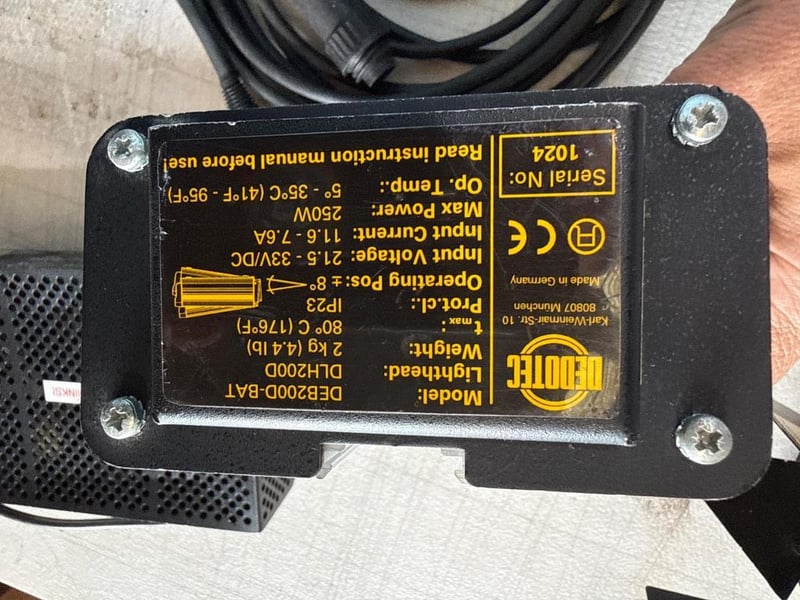 DEDOTEC
Karl-Weinmair-Str. 10
80807 München
Made in Germany
CE
Serial No:
1024
Model: DEB200D-BAT
Lighthead: DLH200D
Weight: 2 kg (4.4 lb)
t max: 80° C (176°F)
Prot.cl.: IP23
Operating Pos: ± 8°
Input Voltage: 21.5 - 33V/DC
Input Current: 11.6 - 7.6A
Max Power: 250W
Op. Temp.: 5° - 35°C (41°F - 95°F)
Read instruction manual before use!